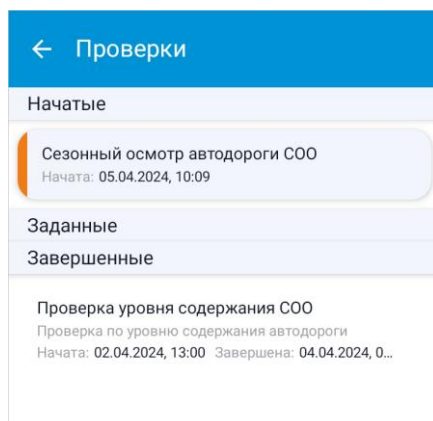 Проверки
Начатые
Сезонный осмотр автодороги СОО
Начата: 05.04.2024, 10:09
Заданные
Завершенные
Проверка уровня содержания СОО
Проверка по уровню содержания автодороги
Начата: 02.04.2024, 13:00 Завершена: 04.04.2024, 0...